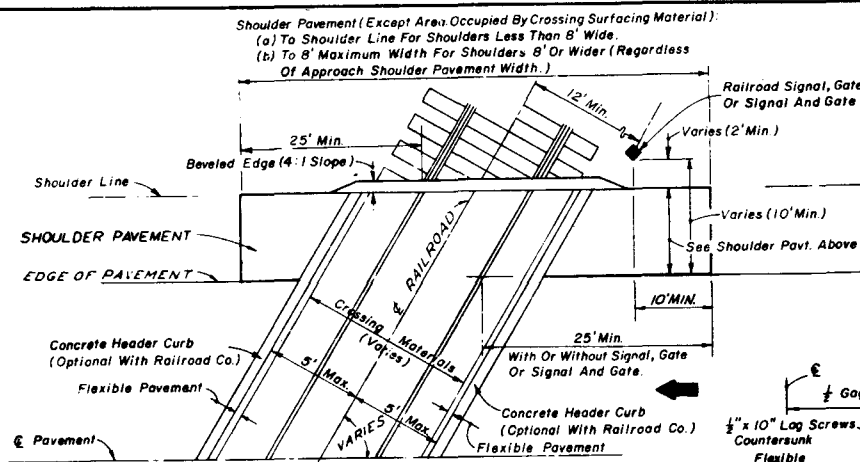 Shoulder Pavement (Except Area Occupied By Crossing Surfacing Material):
(a) To Shoulder Line For Shoulders Less Than 8' Wide.
(b) To 8' Maximum Width For Shoulders 8' Or Wider (Regardless
Of Approach Shoulder Pavement Width.)
12' Min.
Railroad Signal, Gate
Or Signal And Gate
25' Min.
Varies (2' Min.)
Beveled Edge (4:1 Slope)
Shoulder Line
Varies (10' Min.)
SHOULDER PAVEMENT
See Shoulder Pavt. Above
EDGE OF PAVEMENT
℄ RAILROAD
10' MIN.
Crossing Materials
(Varies)
25' Min.
With Or Without Signal, Gate
Or Signal And Gate.
Concrete Header Curb
(Optional With Railroad Co.)
5' Max.
5' Max.
Flexible Pavement
VARIES
Concrete Header Curb
(Optional With Railroad Co.)
Flexible Pavement
℄ Pavement
℄
½ Gag
½" x 10" Lag Screws
Countersunk
Flexible